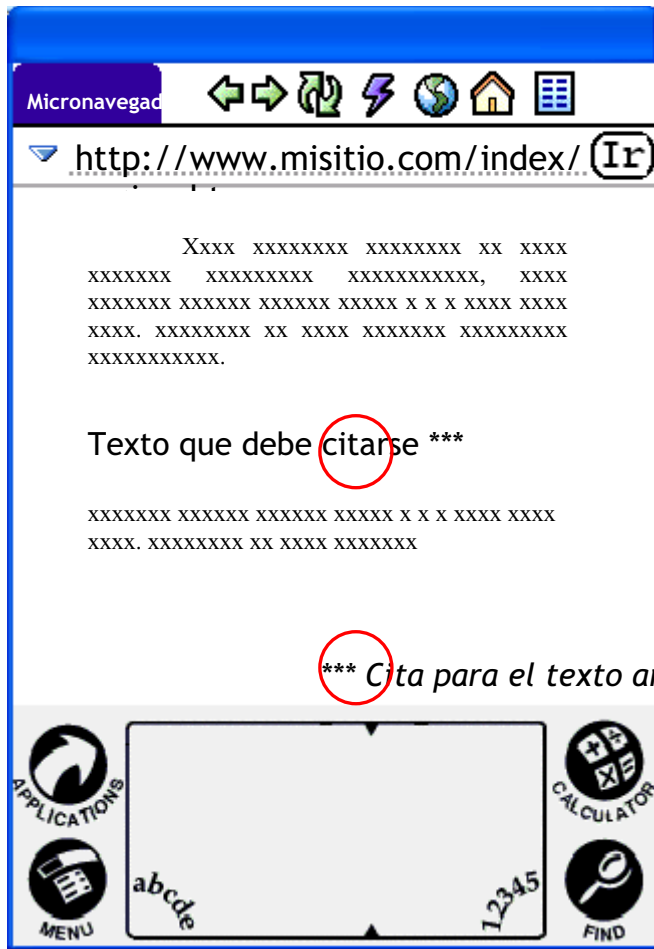 Micronavegad
http://www.misitio.com/index/ Ir
Xxxx xxxxxxxx xxxxxxxx xx xxxx
xxxxxxx xxxxxxxxx xxxxxxxxxxx, xxxx
xxxxxxx xxxxxx xxxxxx xxxxx x x x xxxx xxxx
xxxx. xxxxxxxx xx xxxx xxxxxxx xxxxxxxxx
xxxxxxxxxxx.
Texto que debe citarse ***
xxxxxxx xxxxxx xxxxxx xxxxx x x x xxxx xxxx
xxxx. xxxxxxxx xx xxxx xxxxxxx
*** Cita para el texto
APPLICATIONS
CALCULATOR
abcde
12345
MENU
FIND